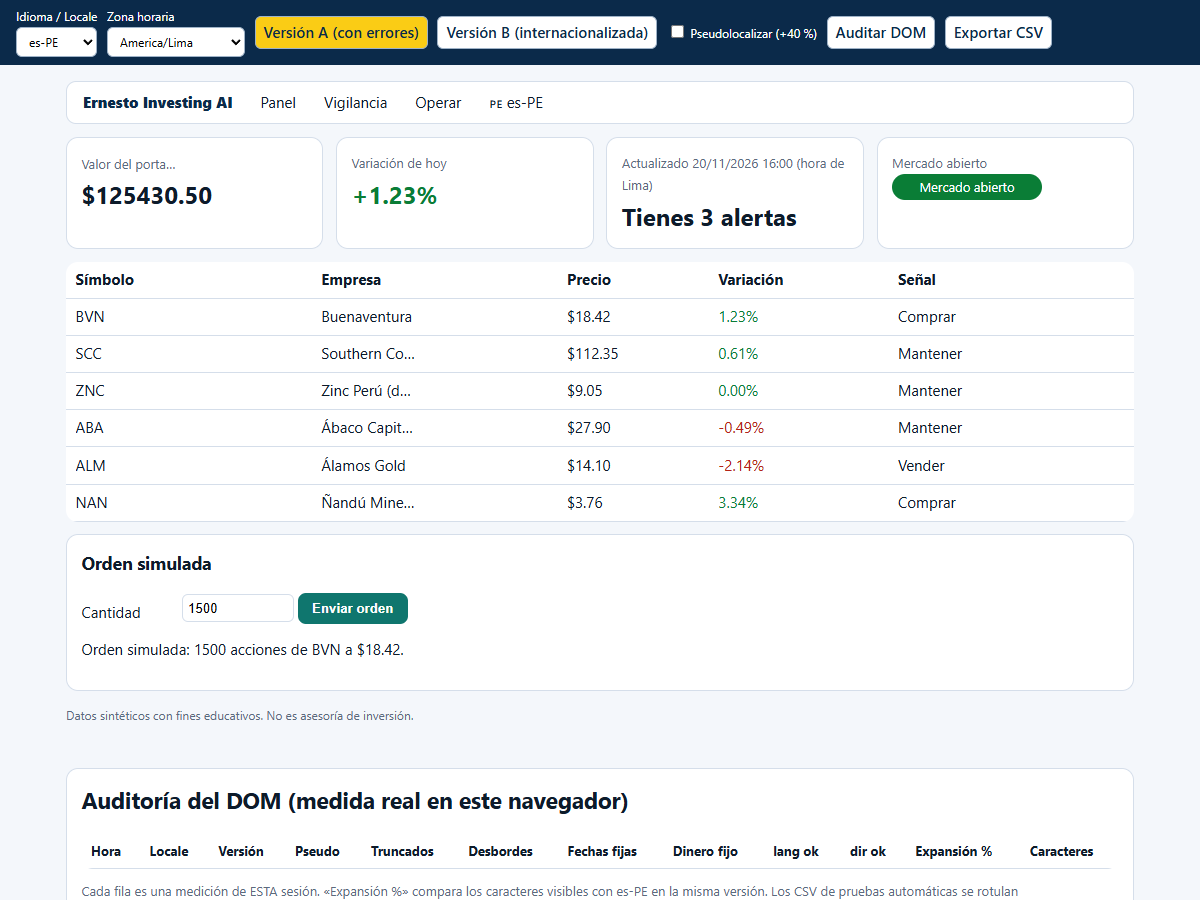 Idioma / Locale Zona horaria
es-PE America/Lima Versión A (con errores) Versión B (internacionalizada) Pseudolocalizar (+40 %) Auditar DOM Exportar CSV
Ernesto Investing AI Panel Vigilancia Operar PE es-PE
Valor del porta...
$125430.50
Variación de hoy
+1.23%
Actualizado 20/11/2026 16:00 (hora de
Lima)
Tienes 3 alertas
Mercado abierto
Mercado abierto
Símbolo Empresa Precio Variación Señal
BVN Buenaventura $18.42 1.23% Comprar
SCC Southern Co... $112.35 0.61% Mantener
ZNC Zinc Perú (d... $9.05 0.00% Mantener
ABA Ábaco Capit... $27.90 -0.49% Mantener
ALM Álamos Gold $14.10 -2.14% Vender
NAN Ñandú Mine... $3.76 3.34% Comprar
Orden simulada
Cantidad 1500 Enviar orden
Orden simulada: 1500 acciones de BVN a $18.42.
Datos sintéticos con fines educativos. No es asesoría de inversión.
Auditoría del DOM (medida real en este navegador)
Hora Locale Versión Pseudo Truncados Desbordes Fechas fijas Dinero fijo lang ok dir ok Expansión % Caracteres
Cada fila es una medición de ESTA sesión. «Expansión %» compara los caracteres visibles con es-PE en la misma versión. Los CSV de pruebas automáticas se rotulan